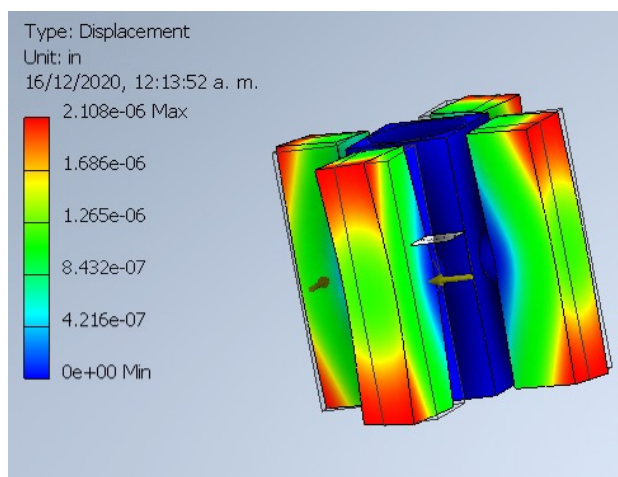 Type: Displacement
Unit: in
16/12/2020, 12:13:52 a. m.
2.108e-06 Max
1.686e-06
1.265e-06
8.432e-07
4.216e-07
0e+00 Min